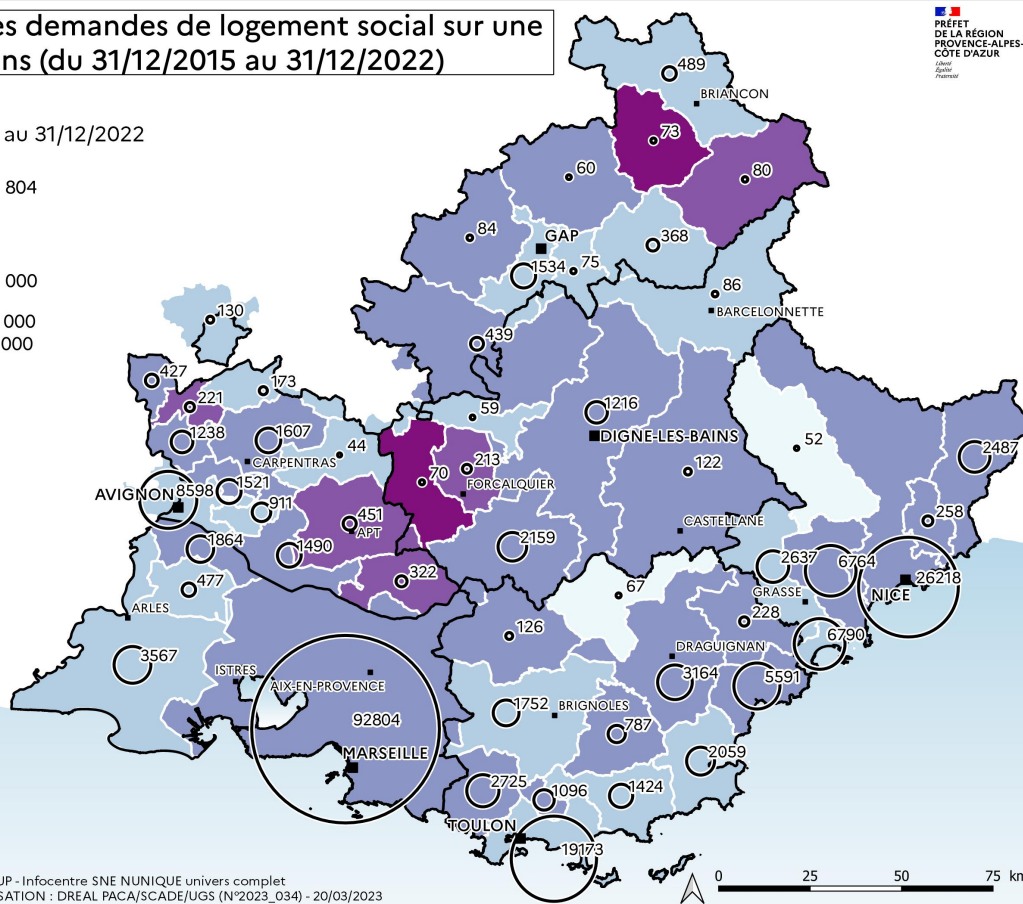 es demandes de logement social sur une
ns (du 31/12/2015 au 31/12/2022)
PRÉFET
DE LA RÉGION
PROVENCE-ALPES-
CÔTE D'AZUR
Liberté
Égalité
Fraternité
au 31/12/2022
804
000
000
000
489
BRIANCON
73
80
60
84
GAP
368
1534
75
86
BARCELONNETTE
130
439
427
173
221
59
1216
1238
1607
44
DIGNE-LES-BAINS
52
2487
CARPENTRAS
213
122
70
FORCALQUIER
AVIGNON
8598
1521
911
451
APT
CASTELLANE
258
1864
1490
2159
2637
6764
26218
NICE
477
322
67
GRASSE
ARLES
228
126
6790
DRAGUIGNAN
3567
ISTRES
AIX-EN-PROVENCE
3164
5591
92804
1752
BRIGNOLES
787
MARSEILLE
2059
2725
1096
1424
TOULON
19173
UP - Infocentre SNE NUNIQUE univers complet
SATION : DREAL PACA/SCADE/UGS (N°2023_034) - 20/03/2023
0 25 50 75 km